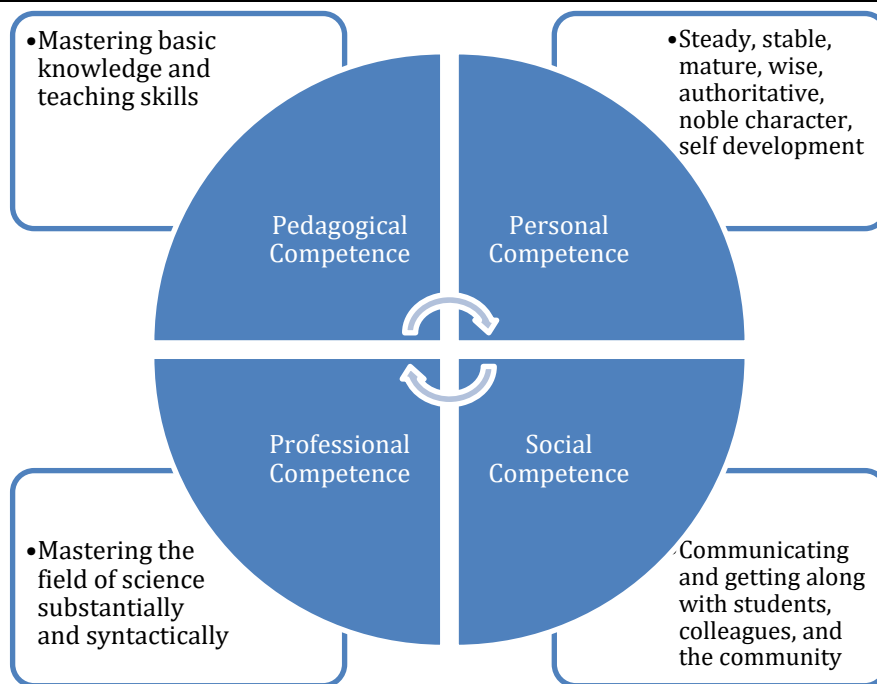 •Mastering basic
knowledge and
teaching skills
•Steady, stable,
mature, wise,
authoritative,
noble character,
self development
Pedagogical
Competence
Personal
Competence
Professional
Competence
Social
Competence
•Mastering the
field of science
substantially
and syntactically
•Communicating
and getting along
with students,
colleagues, and
the community